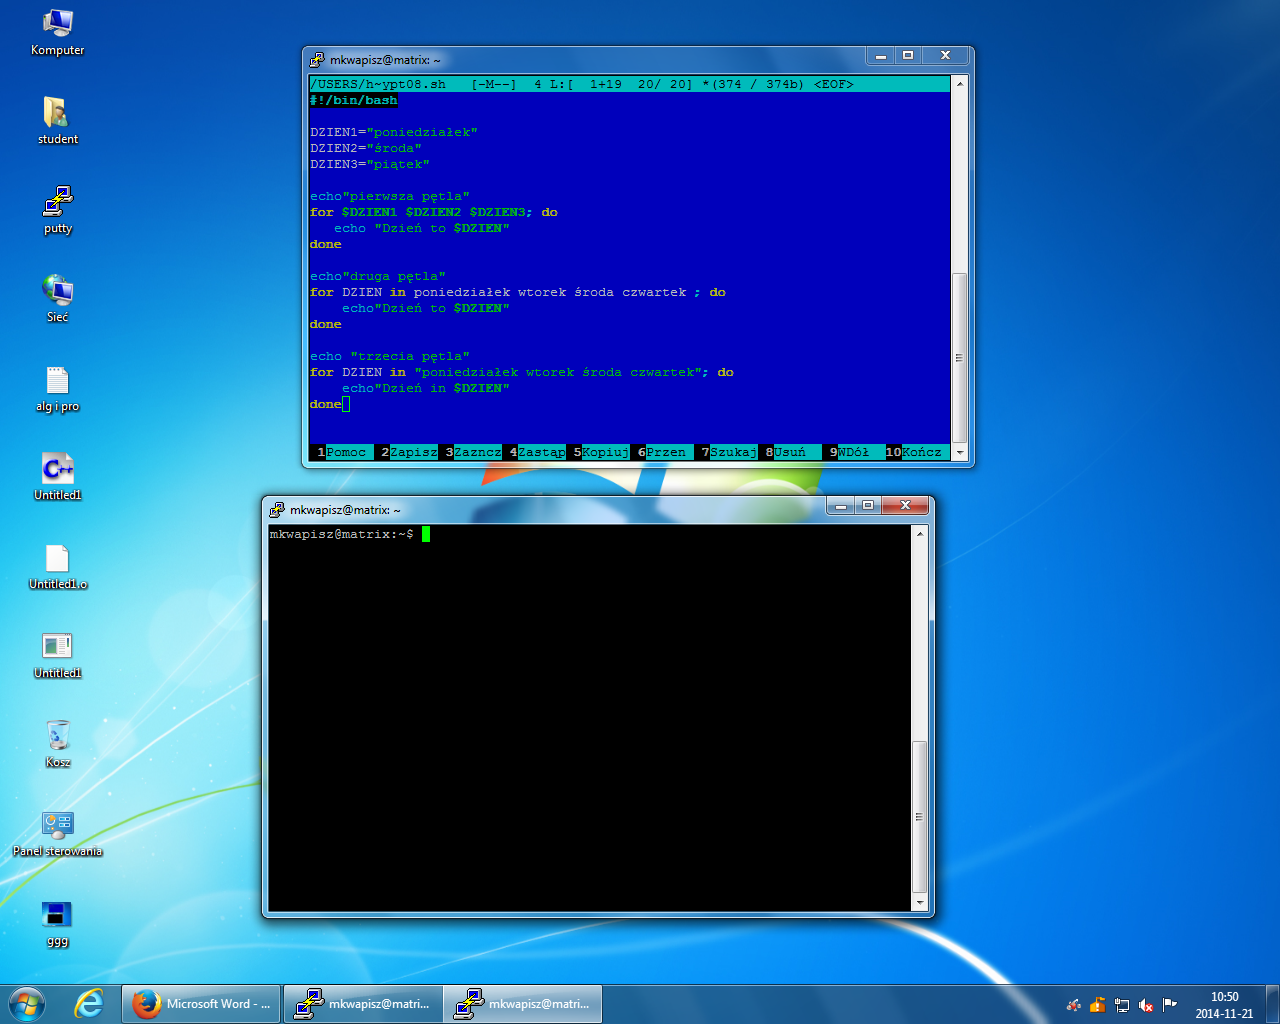 Komputer
student
putty
Sieć
alg i pro
Untitled1
Untitled1.o
Untitled1
Kosz
Panel sterowania
ggg
mkwapisz@matrix: ~
/USERS/h~ypt08.sh   [-M--]  4 L:[  1+19  20/ 20] *(374 / 374b) <EOF>
#!/bin/bash
DZIEN1="poniedziałek"
DZIEN2="środa"
DZIEN3="piątek"
echo"pierwsza pętla"
for $DZIEN1 $DZIEN2 $DZIEN3; do
echo "Dzień to $DZIEN"
done
echo"druga pętla"
for DZIEN in poniedziałek wtorek środa czwartek ; do
echo"Dzień to $DZIEN"
done
echo "trzecia pętla"
for DZIEN in "poniedziałek wtorek środa czwartek"; do
echo"Dzień in $DZIEN"
done
1Pomoc 2Zapisz 3Zazncz 4Zastąp 5Kopiuj 6Przen 7Szukaj 8Usuń 9WDół 10Kończ
mkwapisz@matrix: ~
mkwapisz@matrix:~$
Microsoft Word - ...
mkwapisz@matri...
mkwapisz@matri...
10:50
2014-11-21